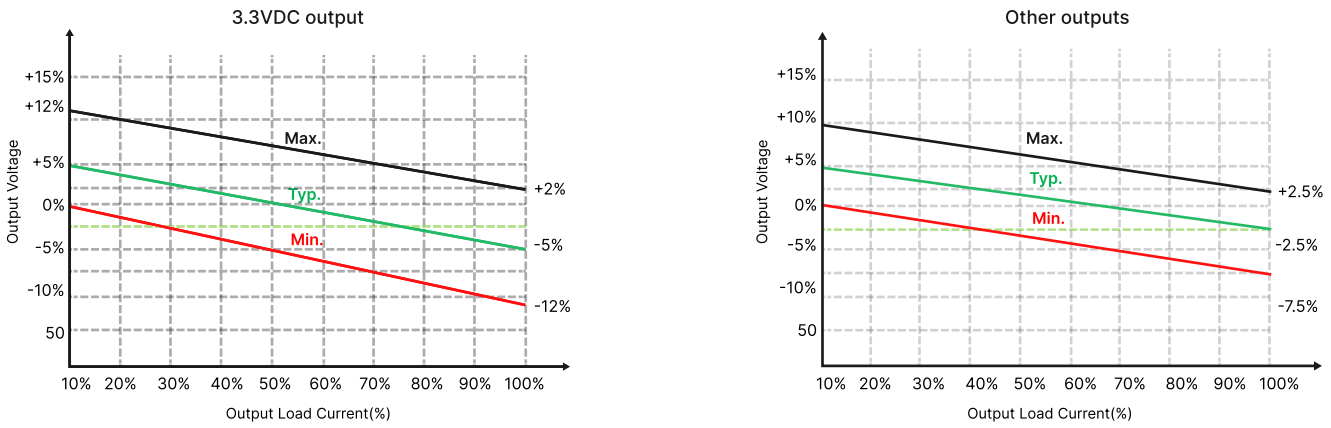 3.3VDC output
+15%
+12%
+5%
0%
-5%
-10%
50
Output Voltage
Max.
Typ.
Min.
+2%
-5%
-12%
10% 20% 30% 40% 50% 60% 70% 80% 90% 100%
Output Load Current(%)
Other outputs
+15%
+10%
+5%
0%
-5%
-10%
50
Output Voltage
Max.
Typ.
Min.
+2.5%
-2.5%
-7.5%
10% 20% 30% 40% 50% 60% 70% 80% 90% 100%
Output Load Current(%)